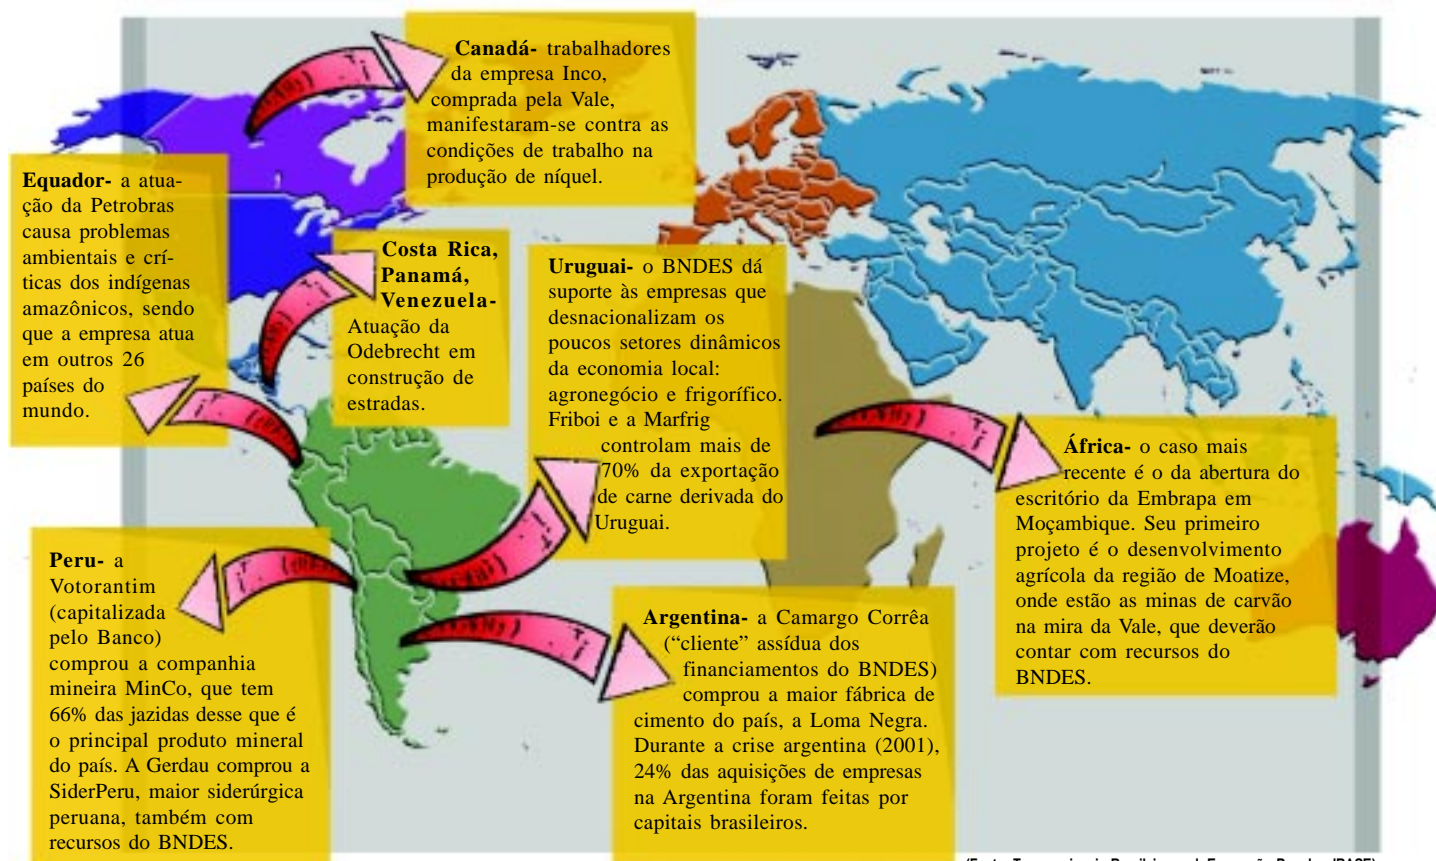 Canadá- trabalhadores
da empresa Inco,
comprada pela Vale,
manifestaram-se contra as
condições de trabalho na
produção de níquel.
Equador- a atua-
ção da Petrobras
causa problemas
ambientais e crí-
ticas dos indígenas
amazônicos, sendo
que a empresa atua
em outros 26
países do
mundo.
Costa Rica,
Panamá,
Venezuela-
Atuação da
Odebrecht em
construção de
estradas.
Uruguai- o BNDES dá
suporte às empresas que
desnacionalizam os
poucos setores dinâmicos
da economia local:
agronegócio e frigorífico.
Friboi e a Marfrig
controlam mais de
70% da exportação
de carne derivada do
Uruguai.
África- o caso mais
recente é o da abertura do
escritório da Embrapa em
Moçambique. Seu primeiro
projeto é o desenvolvimento
agrícola da região de Moatize,
onde estão as minas de carvão
na mira da Vale, que deverão
contar com recursos do
BNDES.
Peru- a
Votorantim
(capitalizada
pelo Banco)
comprou a companhia
mineira MinCo, que tem
66% das jazidas desse que é
o principal produto mineral
do país. A Gerdau comprou a
SiderPeru, maior siderúrgica
peruana, também com
recursos do BNDES.
Argentina- a Camargo Corrêa
(“cliente” assídua dos
financiamentos do BNDES)
comprou a maior fábrica de
cimento do país, a Loma Negra.
Durante a crise argentina (2001),
24% das aquisições de empresas
na Argentina foram feitas por
capitais brasileiros.